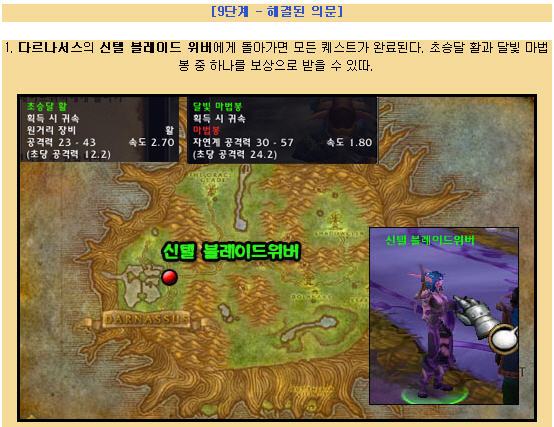 [9단계 - 해결된 의문]
1. 다르나서스의 신텔 블레이드 위버에게 돌아가면 모든 퀘스트가 완료된다. 초승달 활과 달빛 마법
봉 중 하나를 보상으로 받을 수 있따.
초승달 활
획득 시 귀속
원거리 장비 활
공격력 23 - 43 속도 2.70
(초당 공격력 12.2)
달빛 마법봉
획득 시 귀속
마법봉
자연계 공격력 30 - 57 속도 1.80
(초당 공격력 24.2)
THE ORACLE
GLADE
신텔 블레이드위버
DARNASSUS
신텔 블레이드위버